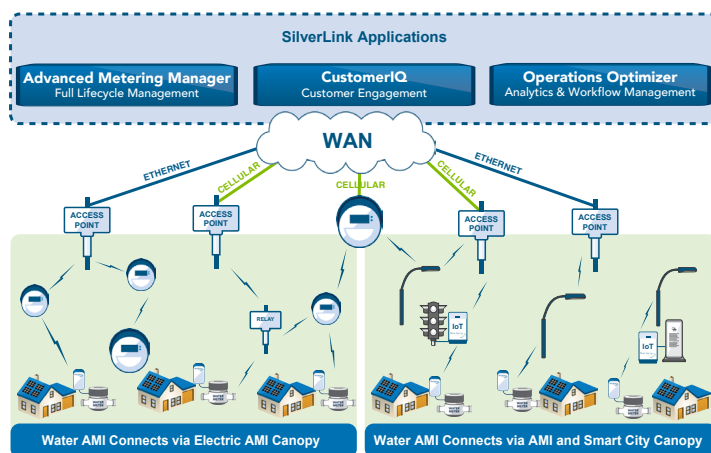 SilverLink Applications
Advanced Metering Manager
Full Lifecycle Management
CustomerIQ
Customer Engagement
Operations Optimizer
Analytics & Workflow Management
WAN
ETHERNET
CELLULAR
CELLULAR
CELLULAR
ETHERNET
ACCESS
POINT
ACCESS
POINT
ACCESS
POINT
ACCESS
POINT
RELAY
IoT
IoT
Water AMI Connects via Electric AMI Canopy
Water AMI Connects via AMI and Smart City Canopy